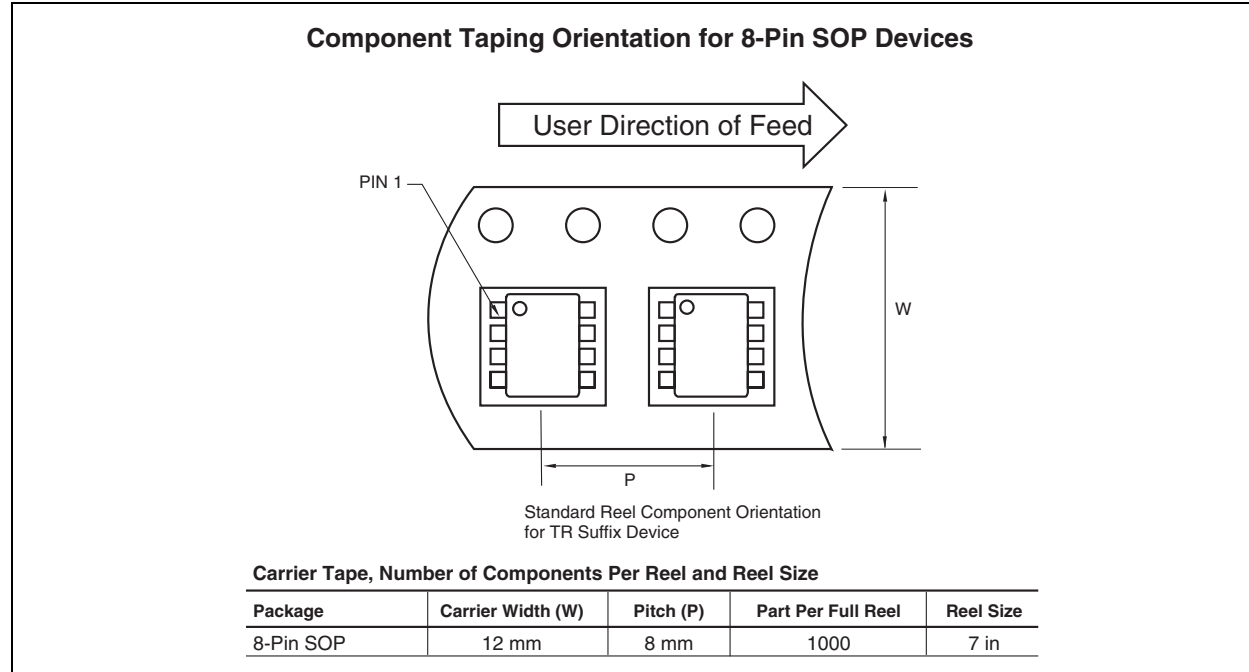 Component Taping Orientation for 8-Pin SOP Devices
User Direction of Feed
PIN 1
W
P
Standard Reel Component Orientation
for TR Suffix Device
Carrier Tape, Number of Components Per Reel and Reel Size
Package Carrier Width (W) Pitch (P) Part Per Full Reel Reel Size
8-Pin SOP 12 mm 8 mm 1000 7 in